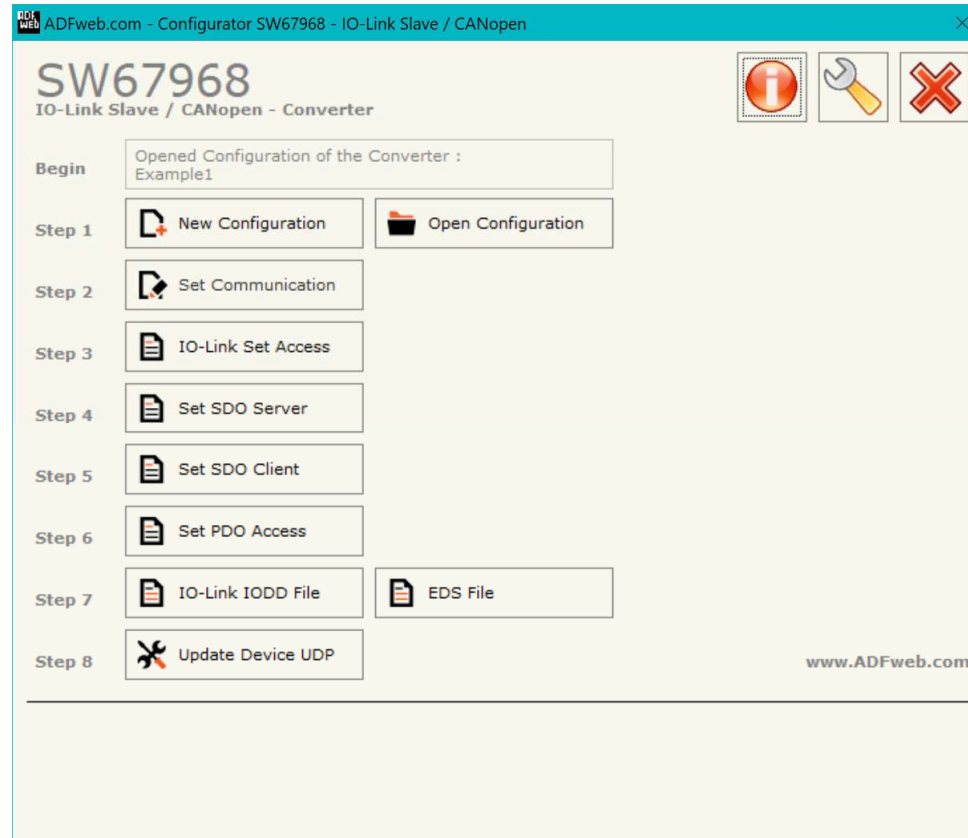 ADF
WEB
ADFweb.com - Configurator SW67968 - IO-Link Slave / CANopen
SW67968
IO-Link Slave / CANopen - Converter
Begin
Opened Configuration of the Converter :
Example1
Step 1
New Configuration
Open Configuration
Step 2
Set Communication
Step 3
IO-Link Set Access
Step 4
Set SDO Server
Step 5
Set SDO Client
Step 6
Set PDO Access
Step 7
IO-Link IODD File
EDS File
Step 8
Update Device UDP
www.ADFweb.com